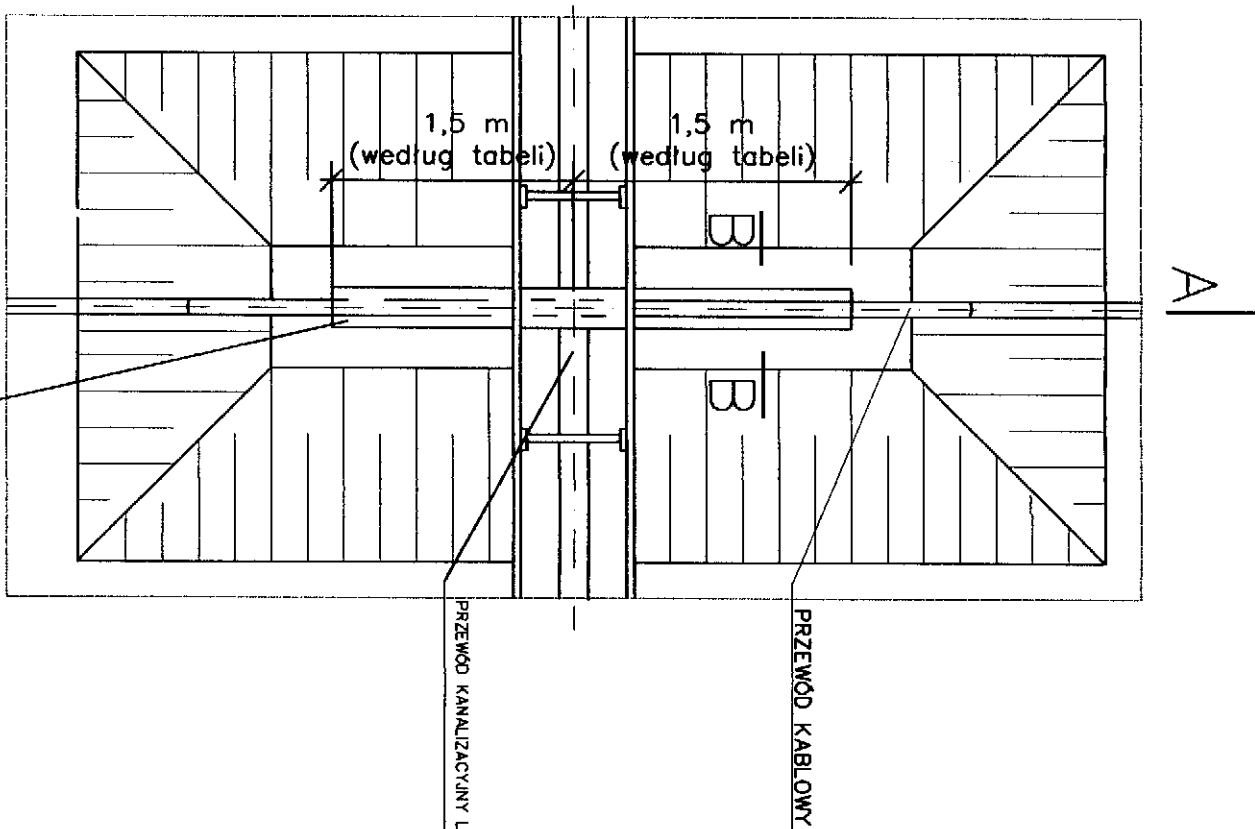 1,5 m
(według tabeli)
1,5 m
(według tabeli)
B
B
A
PRZEWÓD KABLOWY
PRZEWÓD KANALIZACYJNY